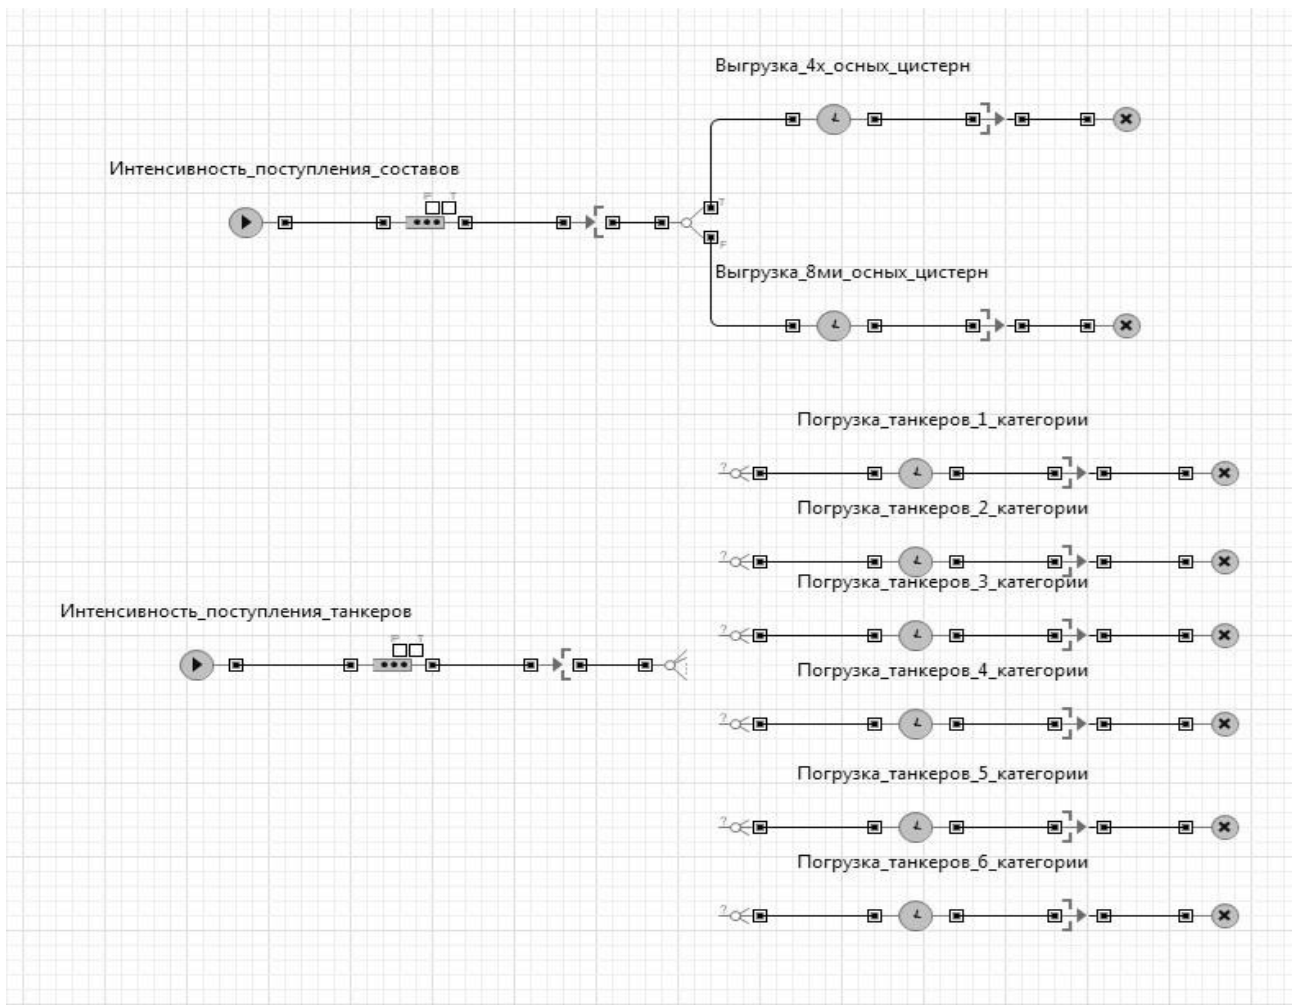 Выгрузка_4х_осных_цистерн
Интенсивность_поступления_составов
P T
T
F
Выгрузка_8ми_осных_цистерн
Погрузка_танкеров_1_категории
?
Погрузка_танкеров_2_категории
?
Погрузка_танкеров_3_категории
Интенсивность_поступления_танкеров
?
P T
Погрузка_танкеров_4_категории
?
Погрузка_танкеров_5_категории
?
Погрузка_танкеров_6_категории
?